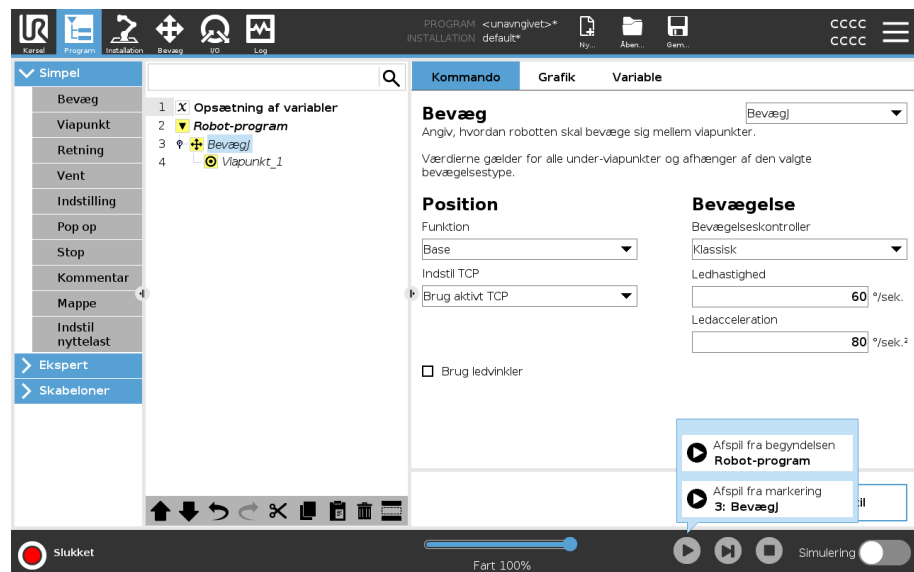 UR
PROGRAM <unavngivet>*
INSTALLATION default*
CCCC
CCCC
Kørsel Program Installation Bevæg I/O Log Ny... Åben... Gem...
Simpel
Bevæg
Viapunkt
Retning
Vent
Indstilling
Pop op
Stop
Kommentar
Mappe
Indstil
nyttelast
Ekspert
Skabeloner
1 X Opsætning af variabler
2 Robot-program
3 BevægJ
4 Viapunkt_1
Kommando Grafik Variable
Bevæg
BevægJ
Angiv, hvordan robotten skal bevæge sig mellem viapunkter.
Værdierne gælder for alle under-viapunkter og afhænger af den valgte
bevægelsestype.
Position
Funktion
Base
Indstil TCP
Brug aktivt TCP
Brug ledvinkler
Bevægelse
Bevægelseskontroller
Klassisk
Ledhastighed
60 °/sek.
Ledacceleration
80 °/sek.²
Afspil fra begyndelsen
Robot-program
Afspil fra markering
3: BevægJ
Slukket
Fart 100%
Simulering